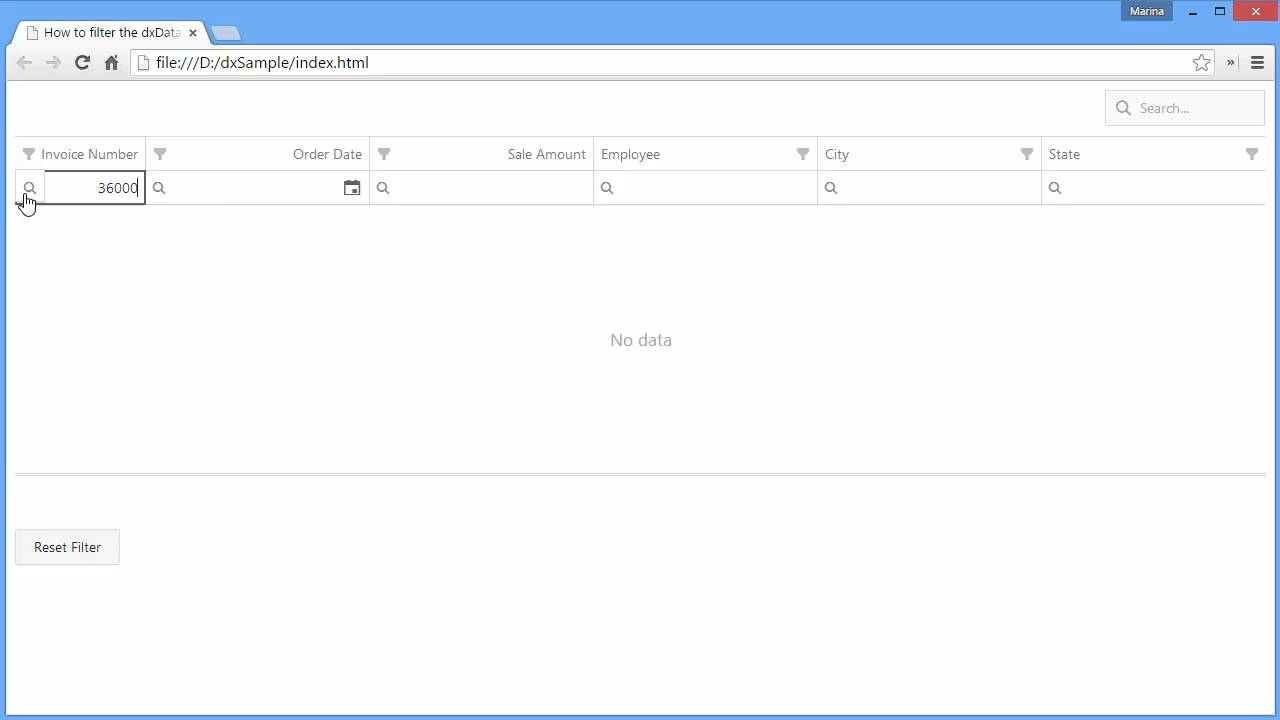 Marina
How to filter the dxData
file:///D:/dxSample/index.html
»
Search...
Invoice Number Order Date Sale Amount Employee City State
36000
No data
Reset Filter